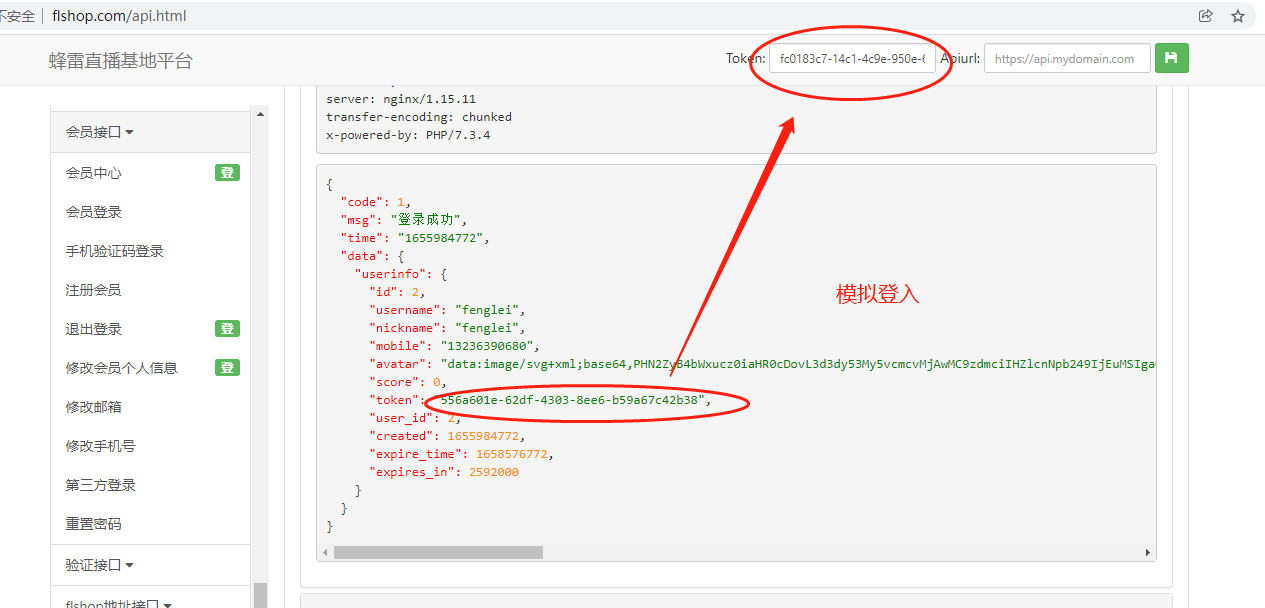 不安全 flshop.com/api.html
蜂雷直播基地平台 Token: fc0183c7-14c1-4c9e-950e-6 Apiurl: https://api.mydomain.com
会员接口
会员中心 登
会员登录
手机验证码登录
注册会员
退出登录 登
修改会员个人信息 登
修改邮箱
修改手机号
第三方登录
重置密码
验证接口
flshop地址接口
server: nginx/1.15.11
transfer-encoding: chunked
x-powered-by: PHP/7.3.4
{
"code": 1,
"msg": "登录成功",
"time": "1655984772",
"data": {
"userinfo": {
"id": 2,
"username": "fenglei",
"nickname": "fenglei",
"mobile": "13236390680",
"avatar": "data:image/svg+xml;base64,PHN2ZyB4bWxucz0iaHR0cDovL3d3dy53My5vcmcvMjAwMC9zdmciIHZlcnNpb249IjEuMSIga
"score": 0,
"token": "556a601e-62df-4303-8ee6-b59a67c42b38",
"user_id": 2,
"created": 1655984772,
"expire_time": 1658576772,
"expires_in": 2592000
}
}
}
模拟登入